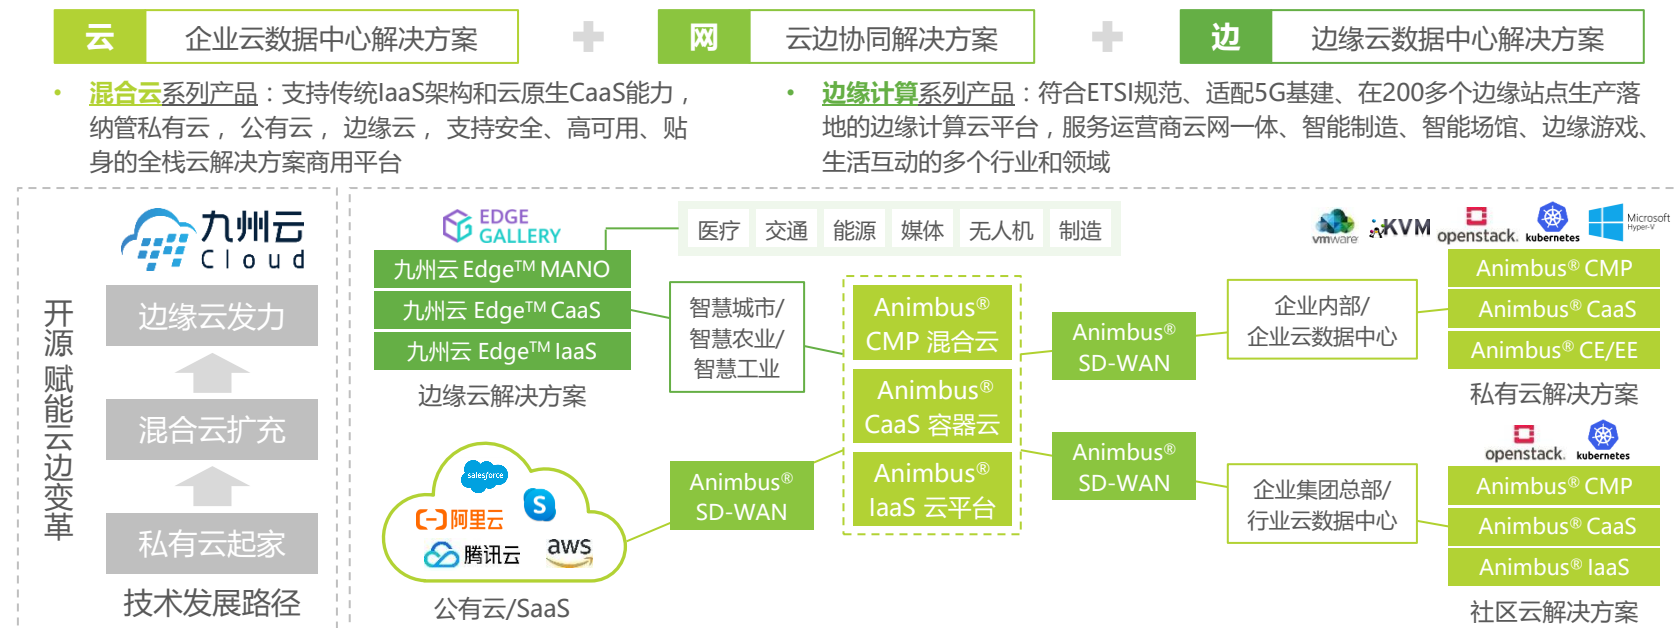 云 企业云数据中心解决方案
网 云边协同解决方案
边 边缘云数据中心解决方案
• 混合云系列产品：支持传统IaaS架构和云原生CaaS能力，
纳管私有云，公有云，边缘云，支持安全、高可用、贴
身的全栈云解决方案商用平台
• 边缘计算系列产品：符合ETSI规范、适配5G基建、在200多个边缘站点生产落
地的边缘计算云平台，服务运营商云网一体、智能制造、智能场馆、边缘游戏、
生活互动的多个行业和领域
开源 赋能云边变革
九州云
Cloud
边缘云发力
混合云扩充
私有云起家
技术发展路径
EDGE
GALLERY
九州云 Edge™ MANO
九州云 Edge™ CaaS
九州云 Edge™ IaaS
边缘云解决方案
医疗 交通 能源 媒体 无人机 制造
智慧城市/
智慧农业/
智慧工业
salesforce
S
阿里云
腾讯云
aws
公有云/SaaS
Animbus®
SD-WAN
Animbus®
CMP 混合云
Animbus®
CaaS 容器云
Animbus®
IaaS 云平台
Animbus®
SD-WAN
Animbus®
SD-WAN
企业内部/
企业云数据中心
企业集团总部/
行业云数据中心
vmware
KVM
openstack.
kubernetes
Microsoft
Hyper-V
Animbus® CMP
Animbus® CaaS
Animbus® CE/EE
私有云解决方案
openstack.
kubernetes
Animbus® CMP
Animbus® CaaS
Animbus® IaaS
社区云解决方案